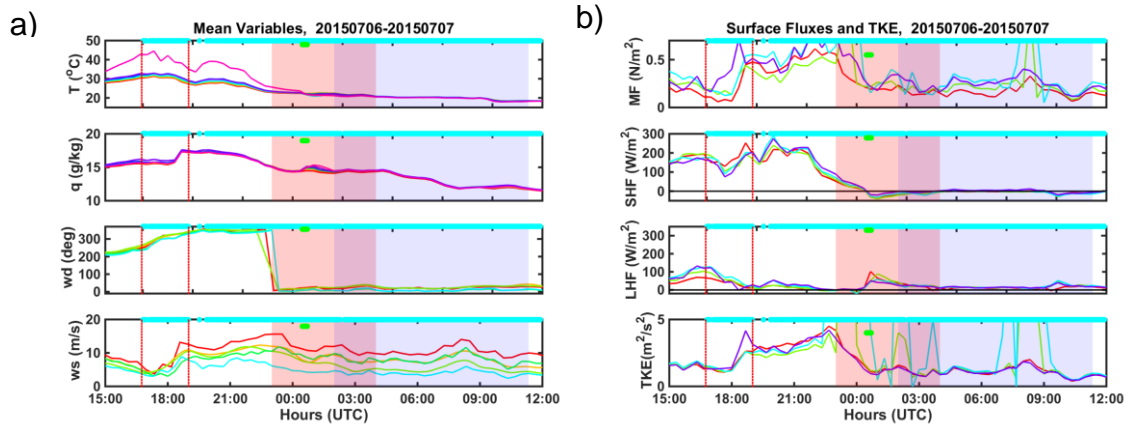 a)
Mean Variables, 20150706-20150707
T (°C)
50
40
30
20
q (g/kg)
20
15
10
wd (deg)
300
200
100
0
ws (m/s)
20
10
0
15:00 18:00 21:00 00:00 03:00 06:00 09:00 12:00
Hours (UTC)
b)
Surface Fluxes and TKE, 20150706-20150707
MF (N/m²)
0.5
0
SHF (W/m²)
300
200
100
0
LHF (W/m²)
300
200
100
0
TKE(m²/s²)
5
0
15:00 18:00 21:00 00:00 03:00 06:00 09:00 12:00
Hours (UTC)